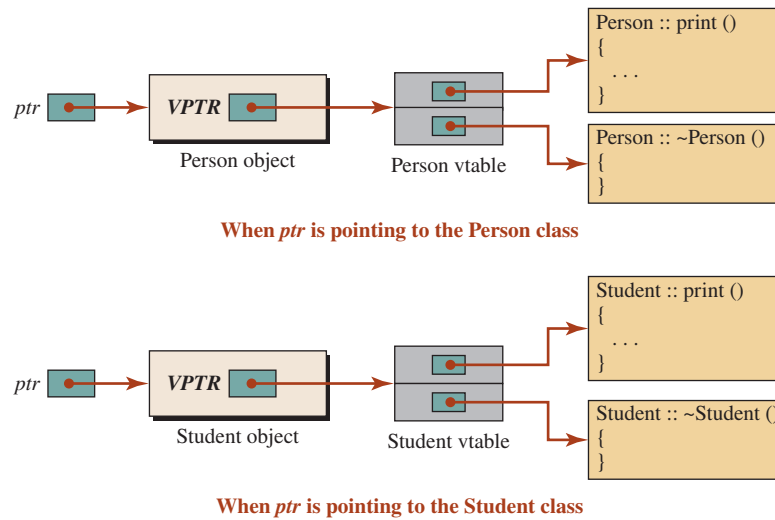 Person :: print ()
{
. . .
}
ptr
VPTR
Person object
Person vtable
Person :: ~Person ()
{
}
When ptr is pointing to the Person class
Student :: print ()
{
. . .
}
ptr
VPTR
Student object
Student vtable
Student :: ~Student ()
{
}
When ptr is pointing to the Student class